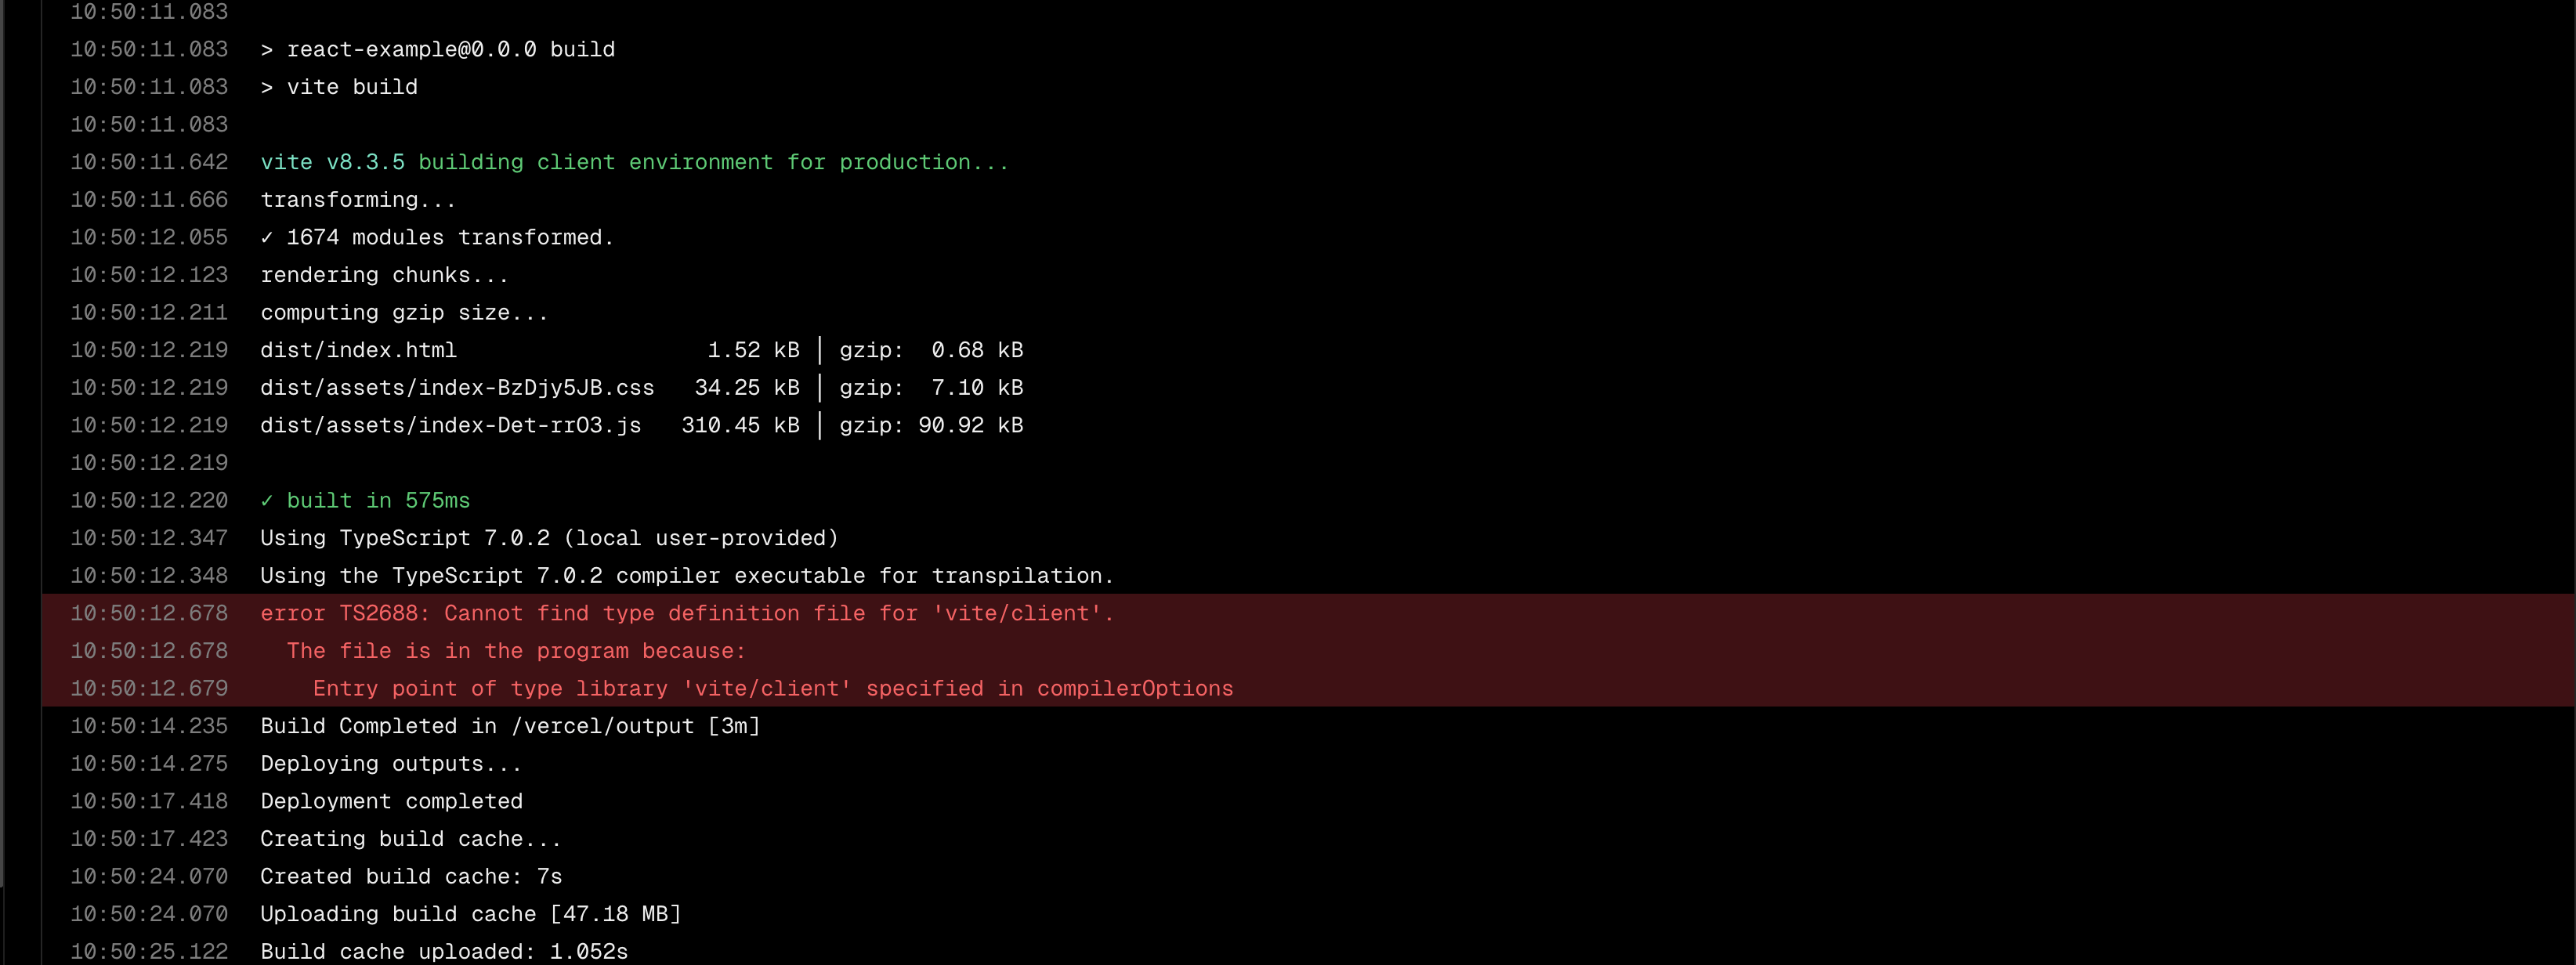 10:50:11.083
10:50:11.083 > react-example@0.0.0 build
10:50:11.083 > vite build
10:50:11.083
10:50:11.642 vite v8.3.5 building client environment for production...
10:50:11.666 transforming...
10:50:12.055 ✓ 1674 modules transformed.
10:50:12.123 rendering chunks...
10:50:12.211 computing gzip size...
10:50:12.219 dist/index.html                   1.52 kB │ gzip:  0.68 kB
10:50:12.219 dist/assets/index-BzDjy5JB.css   34.25 kB │ gzip:  7.10 kB
10:50:12.219 dist/assets/index-Det-rrO3.js   310.45 kB │ gzip: 90.92 kB
10:50:12.219
10:50:12.220 ✓ built in 575ms
10:50:12.347 Using TypeScript 7.0.2 (local user-provided)
10:50:12.348 Using the TypeScript 7.0.2 compiler executable for transpilation.
10:50:12.678 error TS2688: Cannot find type definition file for 'vite/client'.
10:50:12.678   The file is in the program because:
10:50:12.679     Entry point of type library 'vite/client' specified in compilerOptions
10:50:14.235 Build Completed in /vercel/output [3m]
10:50:14.275 Deploying outputs...
10:50:17.418 Deployment completed
10:50:17.423 Creating build cache...
10:50:24.070 Created build cache: 7s
10:50:24.070 Uploading build cache [47.18 MB]
10:50:25.122 Build cache uploaded: 1.052s